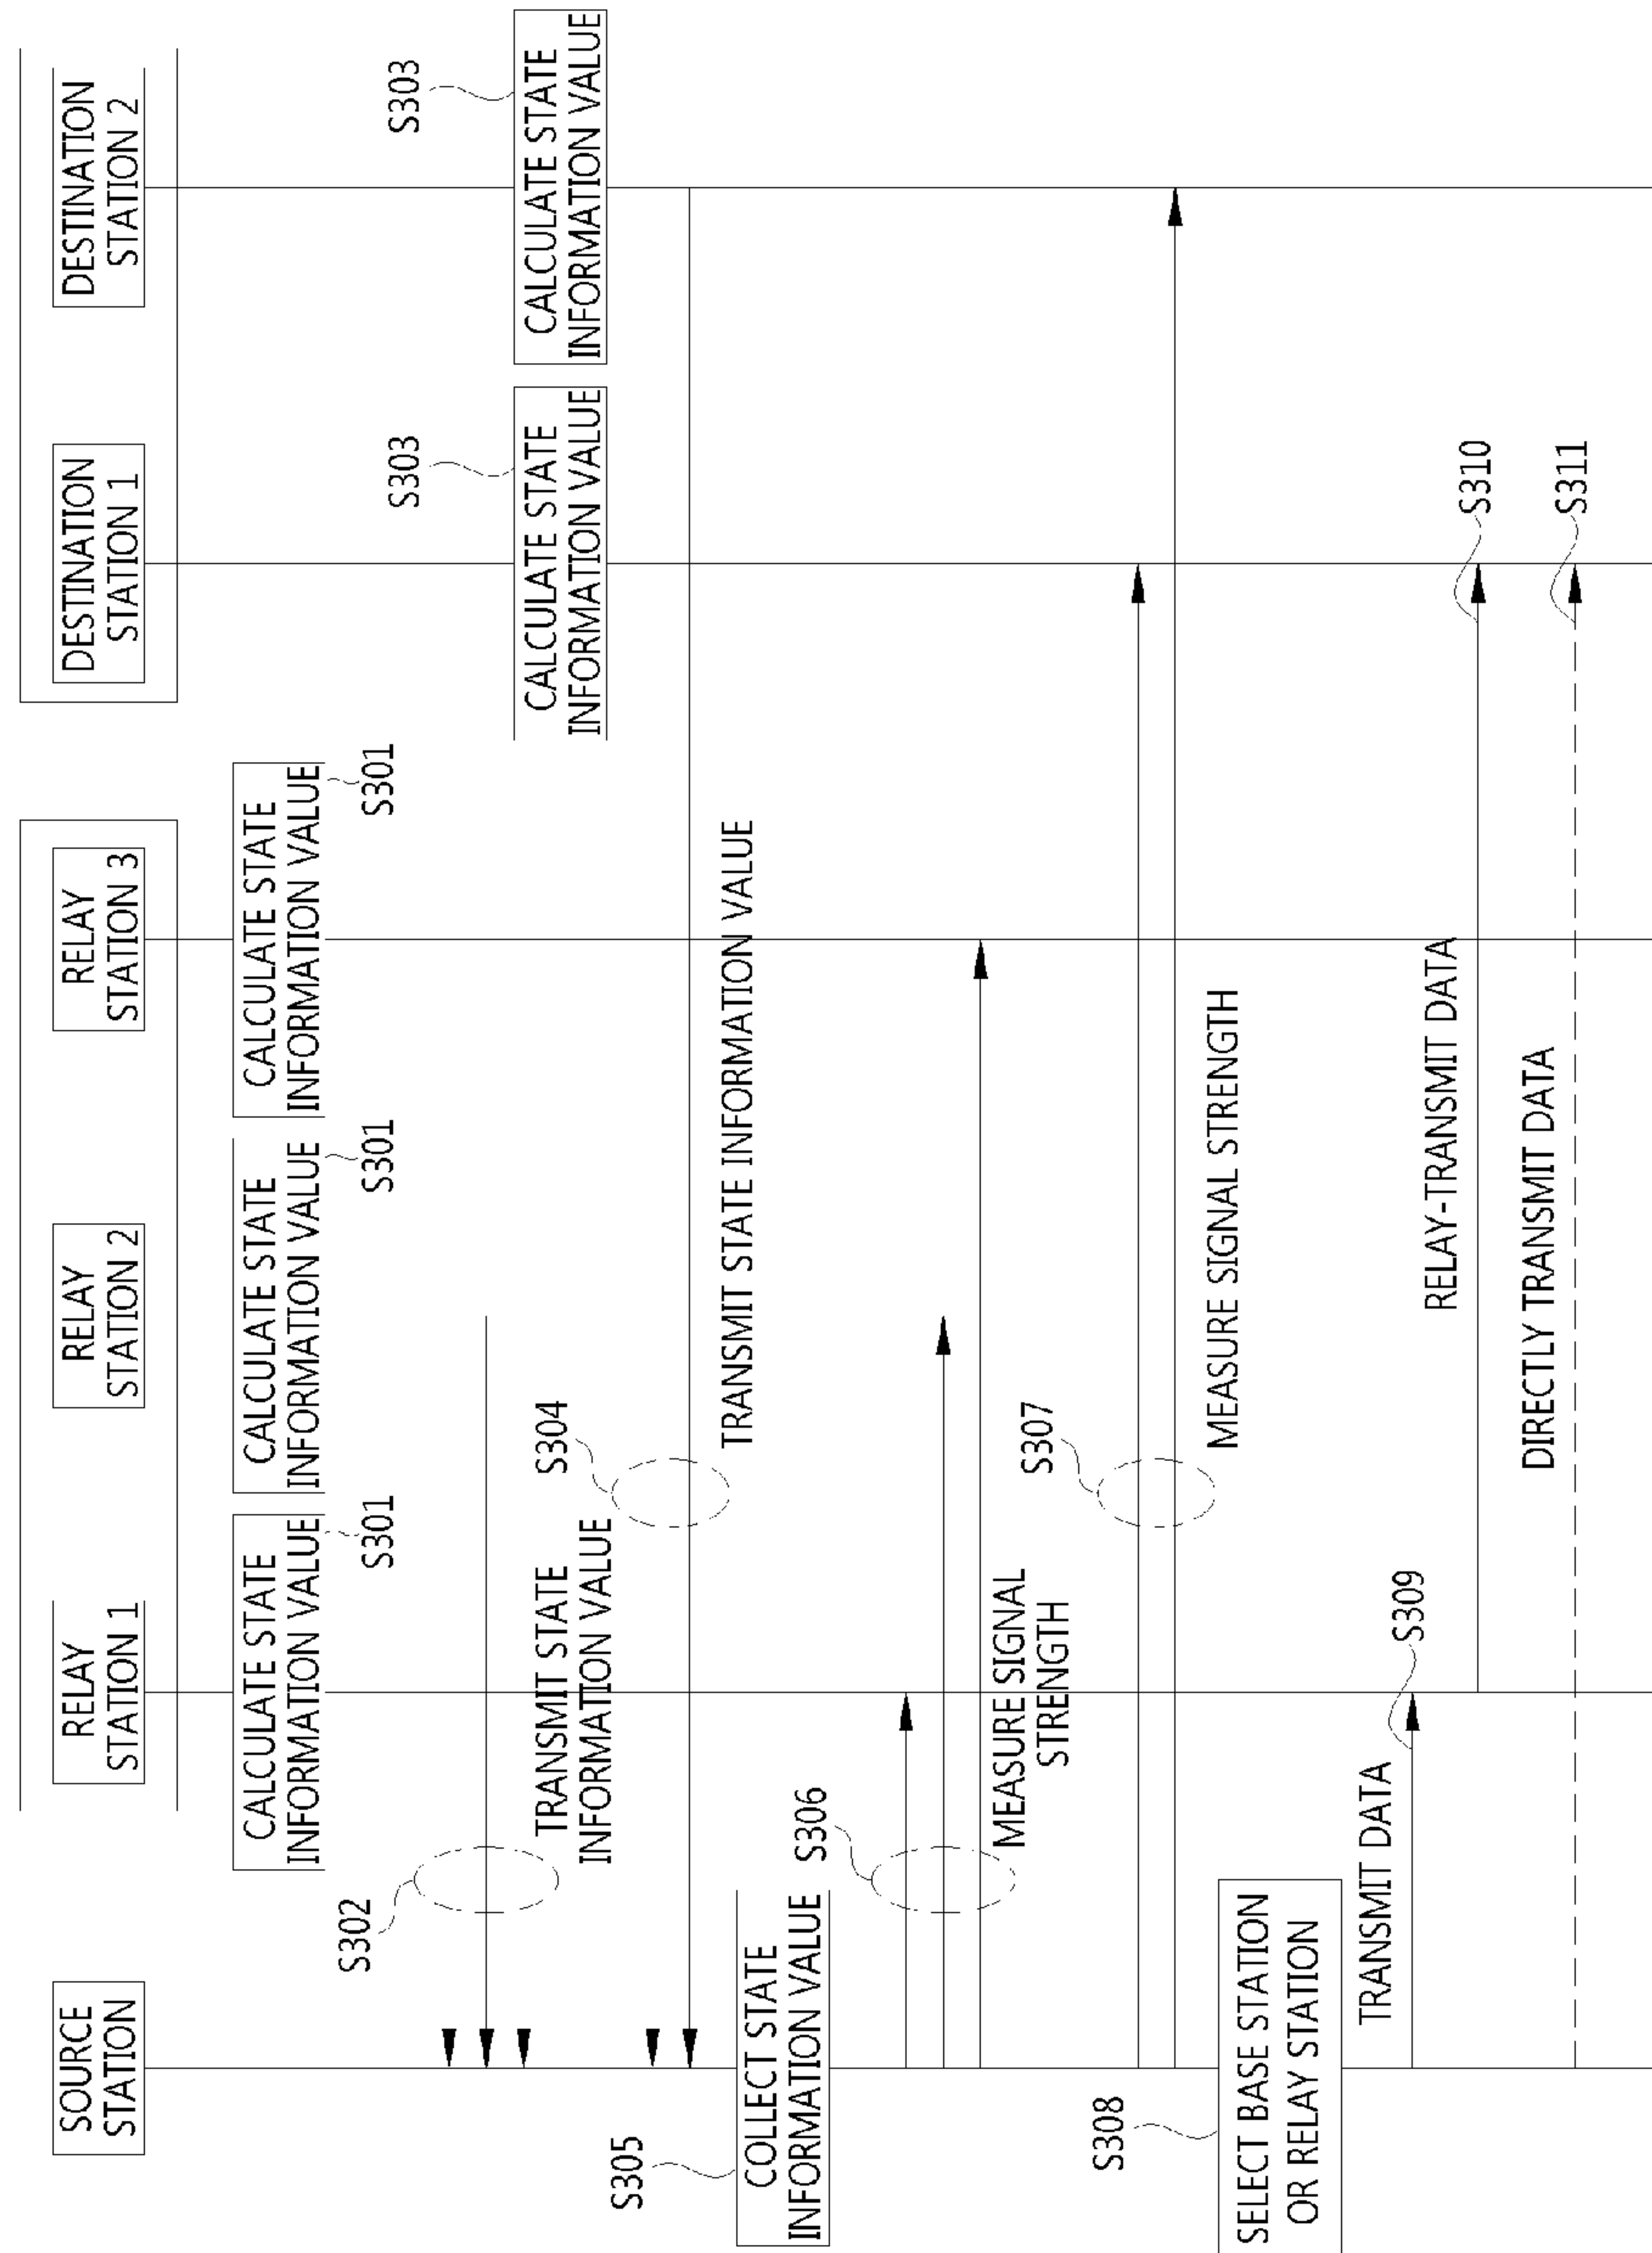 SOURCE
STATION
RELAY
STATION 1
RELAY
STATION 2
RELAY
STATION 3
DESTINATION
STATION 1
DESTINATION
STATION 2
CALCULATE STATE
INFORMATION VALUE
S301
CALCULATE STATE
INFORMATION VALUE
S301
CALCULATE STATE
INFORMATION VALUE
S301
S302
TRANSMIT STATE
INFORMATION VALUE
S303
CALCULATE STATE
INFORMATION VALUE
S303
CALCULATE STATE
INFORMATION VALUE
S304
TRANSMIT STATE INFORMATION VALUE
S305
COLLECT STATE
INFORMATION VALUE
S306
MEASURE SIGNAL
STRENGTH
S307
MEASURE SIGNAL STRENGTH
S308
SELECT BASE STATION
OR RELAY STATION
TRANSMIT DATA
S309
RELAY-TRANSMIT DATA
S310
DIRECTLY TRANSMIT DATA
S311